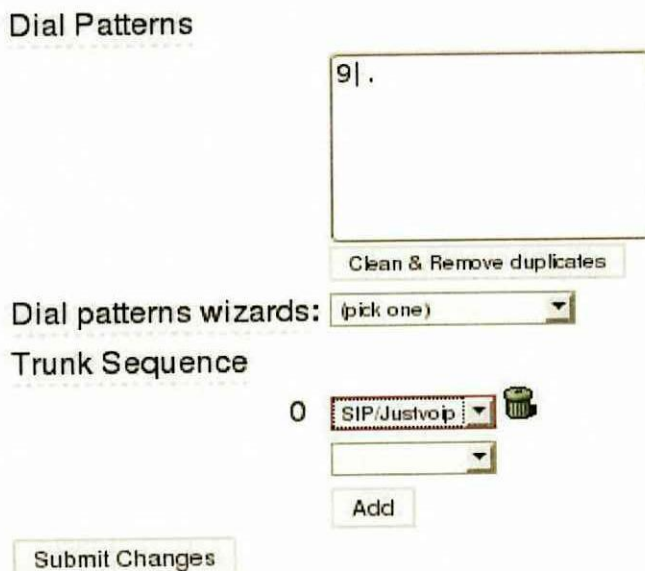 Dial Patterns
9|.
Clean & Remove duplicates
Dial patterns wizards: (pick one)
Trunk Sequence
0 SIP/Justvoip
Add
Submit Changes